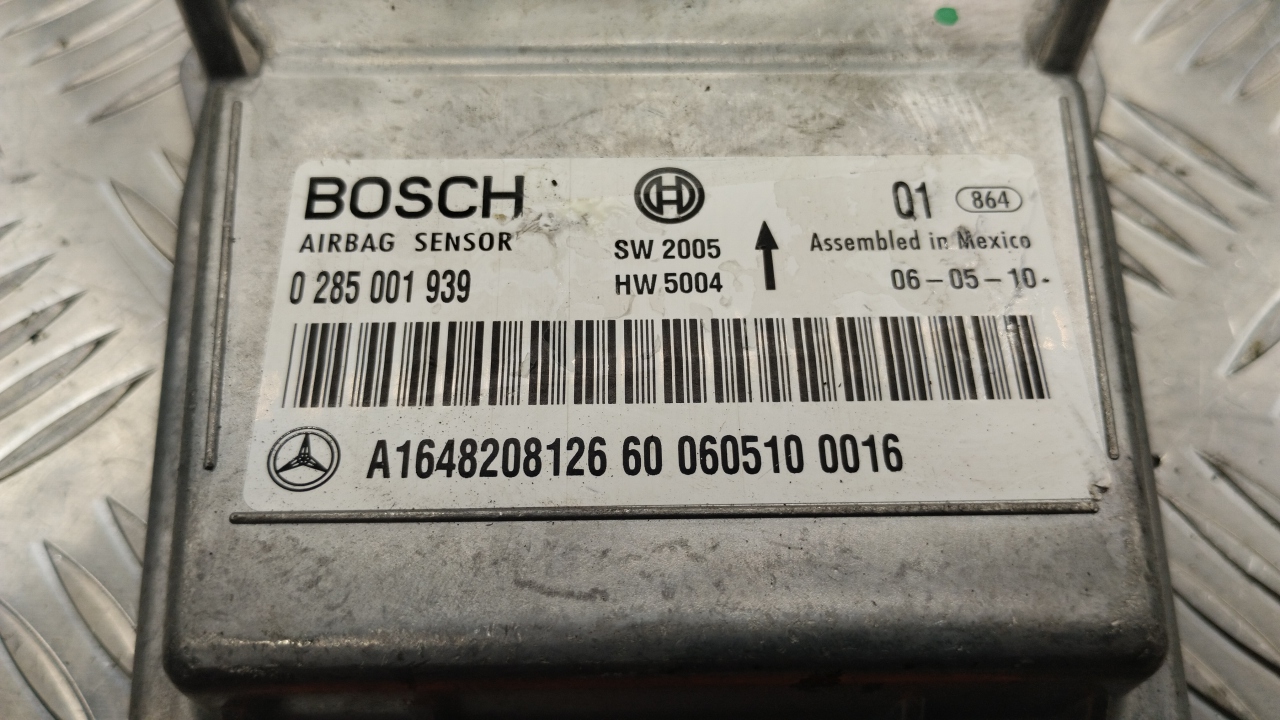 BOSCH
AIRBAG SENSOR
0 285 001 939
SW 2005
HW 5004
Q1 864
Assembled in Mexico
06-05-10.
A1648208126 60 060510 0016